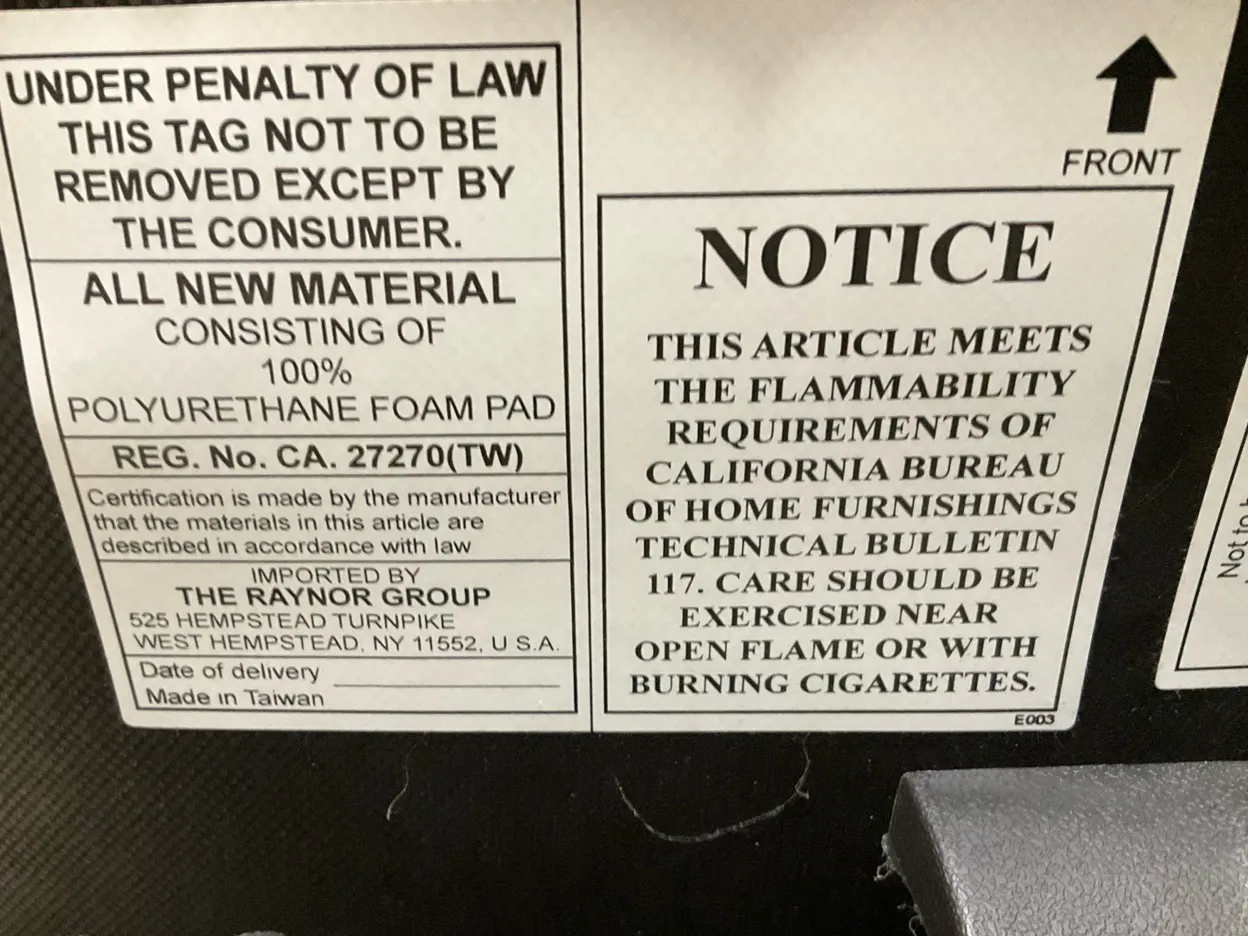 UNDER PENALTY OF LAW
THIS TAG NOT TO BE
REMOVED EXCEPT BY
THE CONSUMER.
ALL NEW MATERIAL
CONSISTING OF
100%
POLYURETHANE FOAM PAD
REG. No. CA. 27270(TW)
Certification is made by the manufacturer
that the materials in this article are
described in accordance with law
IMPORTED BY
THE RAYNOR GROUP
525 HEMPSTEAD TURNPIKE
WEST HEMPSTEAD, NY 11552, U S.A.
Date of delivery
Made in Taiwan
FRONT
NOTICE
THIS ARTICLE MEETS
THE FLAMMABILITY
REQUIREMENTS OF
CALIFORNIA BUREAU
OF HOME FURNISHINGS
TECHNICAL BULLETIN
117. CARE SHOULD BE
EXERCISED NEAR
OPEN FLAME OR WITH
BURNING CIGARETTES.
E003
Not to